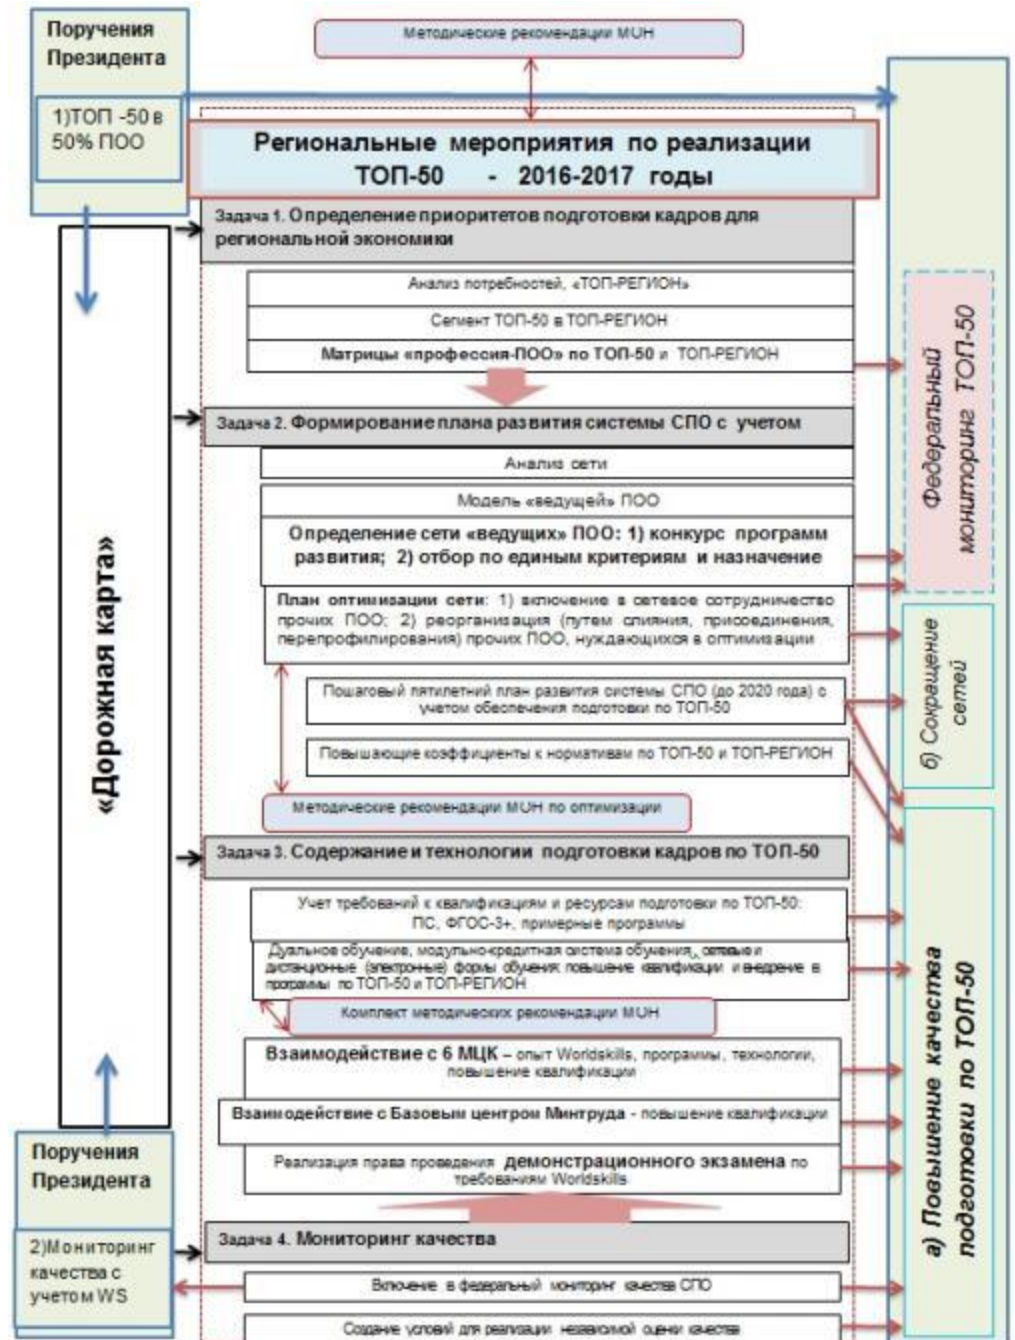 Поручения
Президента
1)ТОП -50 в
50% ПОО
Методические рекомендации МОН
Региональные мероприятия по реализации
ТОП-50 - 2016-2017 годы
«Дорожная карта»
Задача 1. Определение приоритетов подготовки кадров для
региональной экономики
Анализ потребностей, «ТОП-РЕГИОН»
Сегмент ТОП-50 в ТОП-РЕГИОН
Матрицы «профессия-ПОО» по ТОП-50 и ТОП-РЕГИОН
Задача 2. Формирование плана развития системы СПО с учетом
Анализ сети
Модель «ведущей» ПОО
Определение сети «ведущих» ПОО: 1) конкурс программ
развития; 2) отбор по единым критериям и назначение
План оптимизации сети: 1) включение в сетевое сотрудничество
прочих ПОО; 2) реорганизация (путем слияния, присоединения,
перепрофилирования) прочих ПОО, нуждающихся в оптимизации
Пошаговый пятилетний план развития системы СПО (до 2020 года) с
учетом обеспечения подготовки по ТОП-50
Повышающие коэффициенты к нормативам по ТОП-50 и ТОП-РЕГИОН
Методические рекомендации МОН по оптимизации
Задача 3. Содержание и технологии подготовки кадров по ТОП-50
Учет требований к квалификациям и ресурсам подготовки по ТОП-50:
ПС, ФГОС-3+, примерные программы
Дуальное обучение, модульно-кредитная система обучения, сетевые и
дистанционные (электронные) формы обучения: повышение квалификации и внедрение в
программы по ТОП-50 и ТОП-РЕГИОН
Комплект методических рекомендации МОН
Взаимодействие с 6 МЦК – опыт Worldskills, программы, технологии,
повышение квалификации
Взаимодействие с Базовым центром Минтруда - повышение квалификации
Реализация права проведения демонстрационного экзамена по
требованиям Worldskills
Задача 4. Мониторинг качества
Включение в федеральный мониторинг качества СПО
Создание условий для реализации независимой оценки качества
Поручения
Президента
2)Мониторинг
качества с
учетом WS
Федеральный
мониторинг ТОП-50
б) Сокращение
сетей
а) Повышение качества
подготовки по ТОП-50